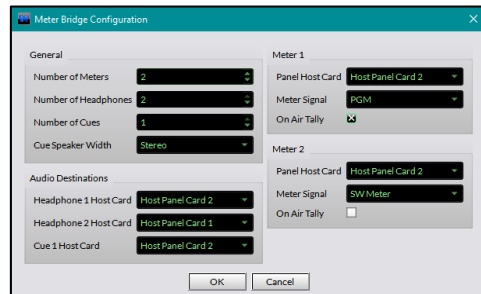 Meter Bridge Configuration
General
Number of Meters 2
Number of Headphones 2
Number of Cues 1
Cue Speaker Width Stereo
Audio Destinations
Headphone 1 Host Card Host Panel Card 2
Headphone 2 Host Card Host Panel Card 1
Cue 1 Host Card Host Panel Card 2
Meter 1
Panel Host Card Host Panel Card 2
Meter Signal PGM
On Air Tally
Meter 2
Panel Host Card Host Panel Card 2
Meter Signal SW Meter
On Air Tally
OK Cancel